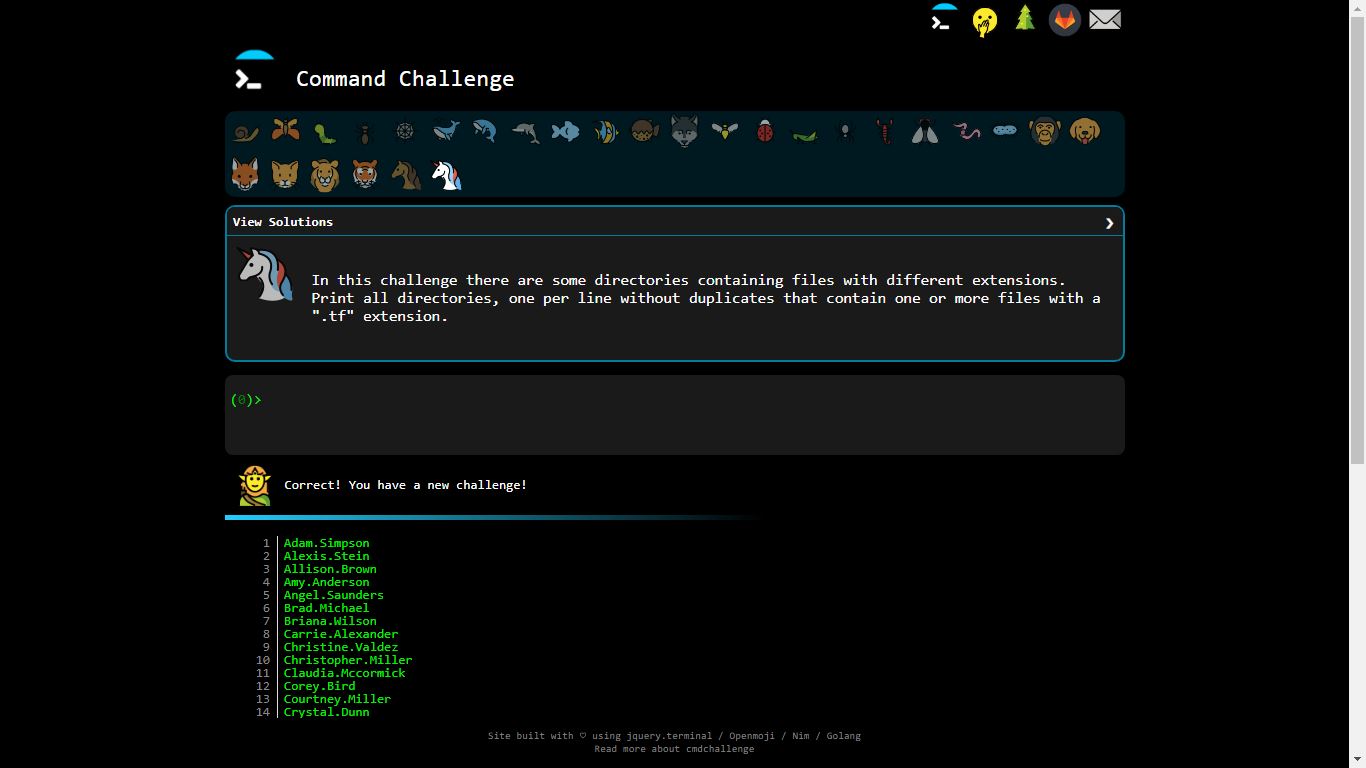 Command Challenge
View Solutions
In this challenge there are some directories containing files with different extensions.
Print all directories, one per line without duplicates that contain one or more files with a
".tf" extension.
(0)>
Correct! You have a new challenge!
1 Adam.Simpson
2 Alexis.Stein
3 Allison.Brown
4 Amy.Anderson
5 Angel.Saunders
6 Brad.Michael
7 Briana.Wilson
8 Carrie.Alexander
9 Christine.Valdez
10 Christopher.Miller
11 Claudia.Mccormick
12 Corey.Bird
13 Courtney.Miller
14 Crystal.Dunn
Site built with ♡ using jquery.terminal / Openmoji / Nim / Golang
Read more about cmdchallenge